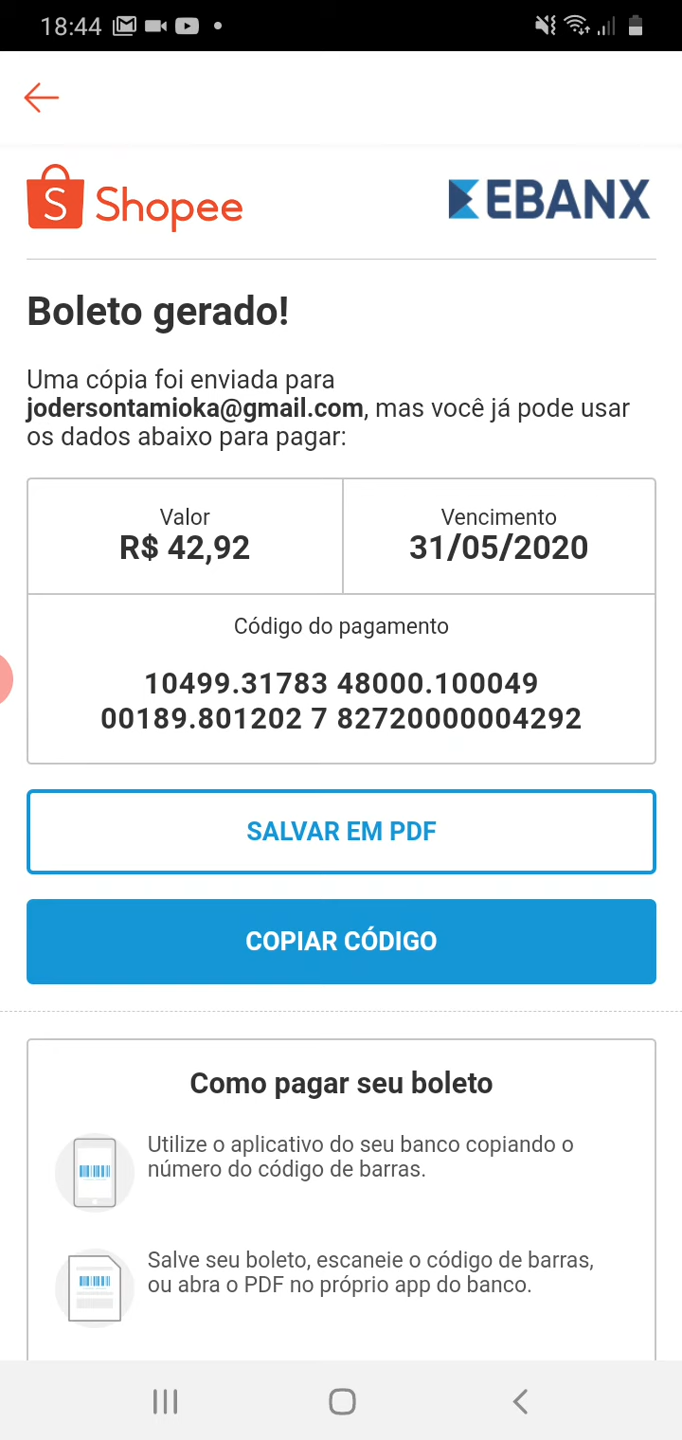 18:44
Shopee
EBANX
Boleto gerado!
Uma cópia foi enviada para
jodersontamioka@gmail.com, mas você já pode usar
os dados abaixo para pagar:
Valor
R$ 42,92
Vencimento
31/05/2020
Código do pagamento
10499.31783 48000.100049
00189.801202 7 82720000004292
SALVAR EM PDF
COPIAR CÓDIGO
Como pagar seu boleto
Utilize o aplicativo do seu banco copiando o
número do código de barras.
Salve seu boleto, escaneie o código de barras,
ou abra o PDF no próprio app do banco.